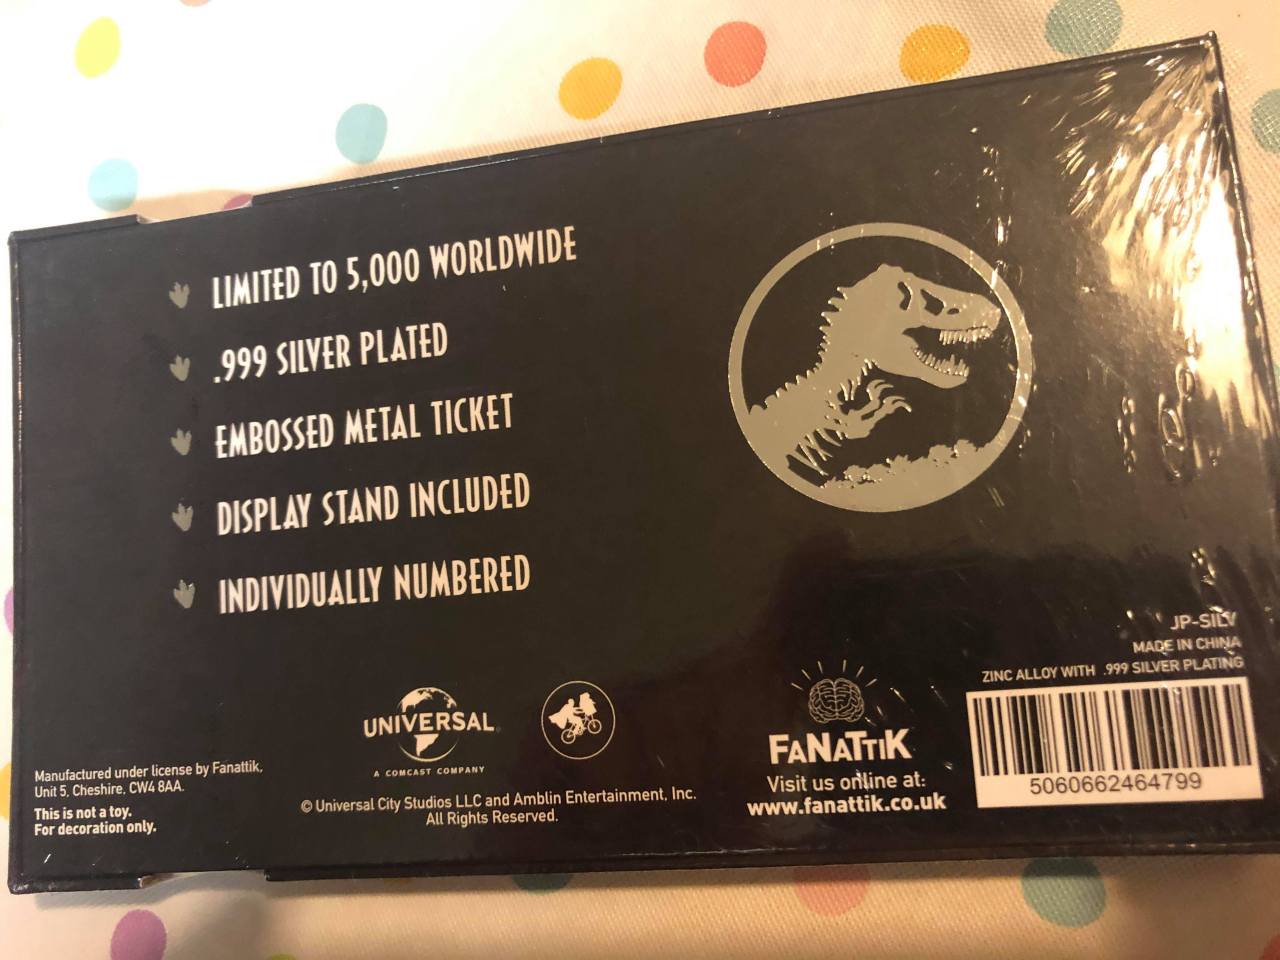 LIMITED TO 5,000 WORLDWIDE
.999 SILVER PLATED
EMBOSSED METAL TICKET
DISPLAY STAND INCLUDED
INDIVIDUALLY NUMBERED
Manufactured under license by Fanattik,
Unit 5, Cheshire, CW4 8AA.
This is not a toy.
For decoration only.
UNIVERSAL
A COMCAST COMPANY
© Universal City Studios LLC and Amblin Entertainment, Inc.
All Rights Reserved.
FANATTIK
Visit us online at:
www.fanattik.co.uk
JP-SILV
MADE IN CHINA
ZINC ALLOY WITH .999 SILVER PLATING
5060662464799